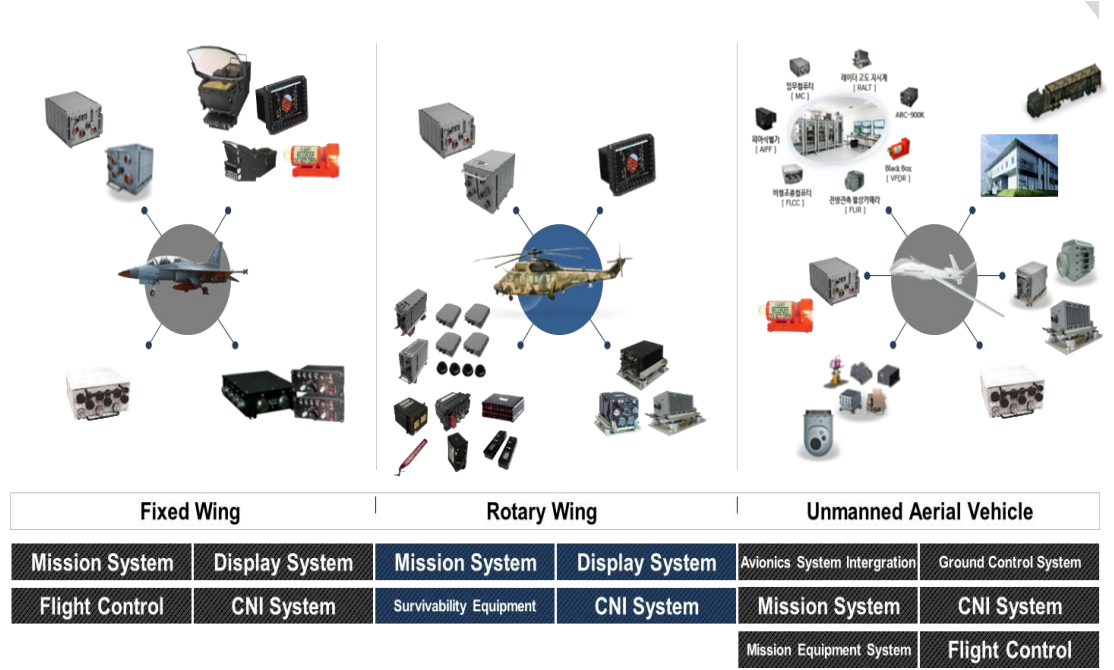 임무컴퓨터
[ MC ]
레이더 고도 지시계
[ RALT ]
ARC-900K
피아식별기
[ AIFF ]
Black Box
[ VFDR ]
비행조종컴퓨터
[ FLCC ]
전방관측 열상카메라
[ FLIR ]
Fixed Wing
Rotary Wing
Unmanned Aerial Vehicle
Mission System
Display System
Mission System
Display System
Avionics System Intergration
Ground Control System
Flight Control
CNI System
Survivability Equipment
CNI System
Mission System
CNI System
Mission Equipment System
Flight Control